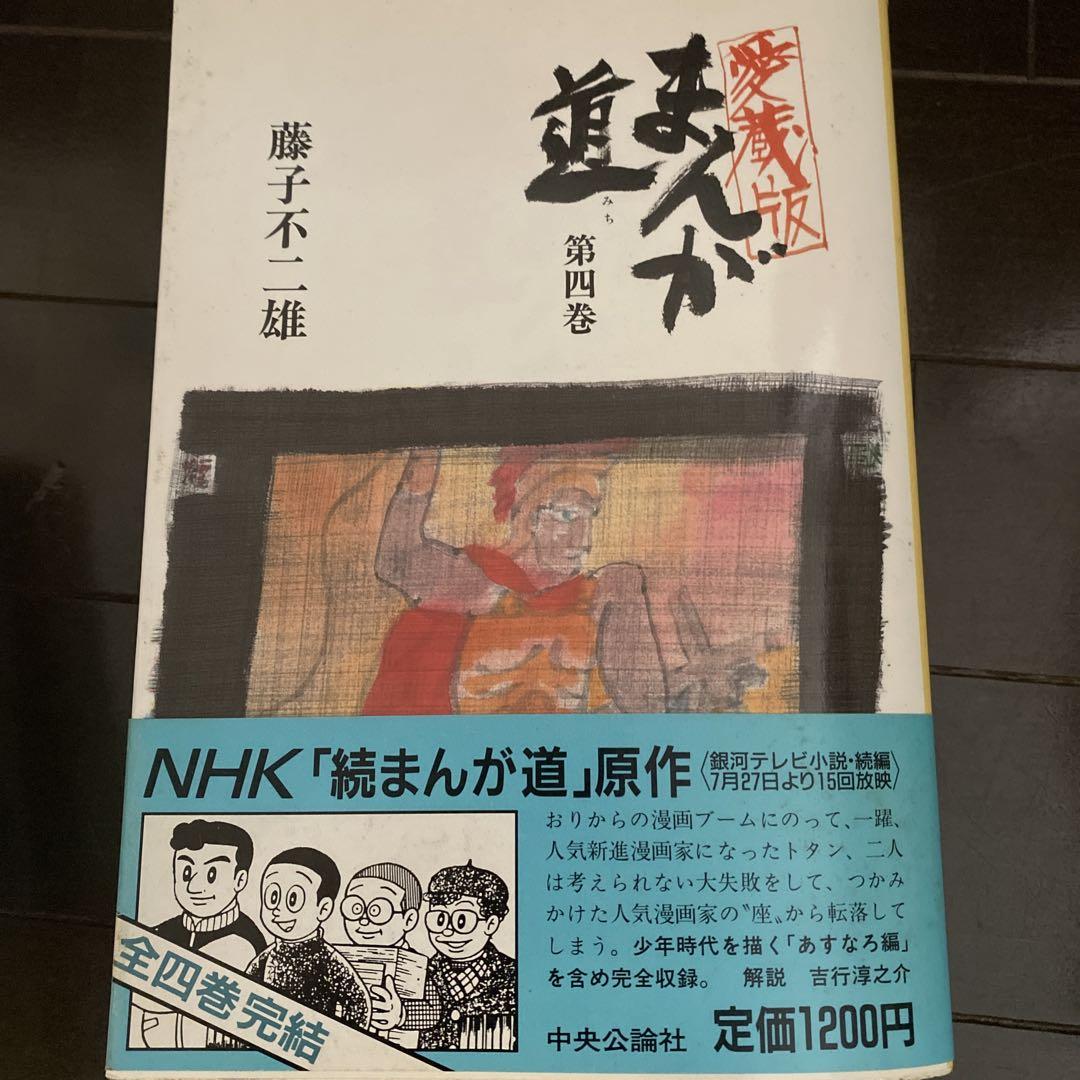 愛蔵版
まんが
道
みち
第四巻
藤子不二雄
NHK「続まんが道」原作
〈銀河テレビ小説・続編
7月27日より15回放映〉
おりからの漫画ブームにのって、一躍、
人気新進漫画家になったトタン、二人
は考えられない大失敗をして、つかみ
かけた人気漫画家の〝座〟から転落して
しまう。少年時代を描く「あすなろ編」
を含め完全収録。 解説 吉行淳之介
全四巻完結
中央公論社 定価1200円